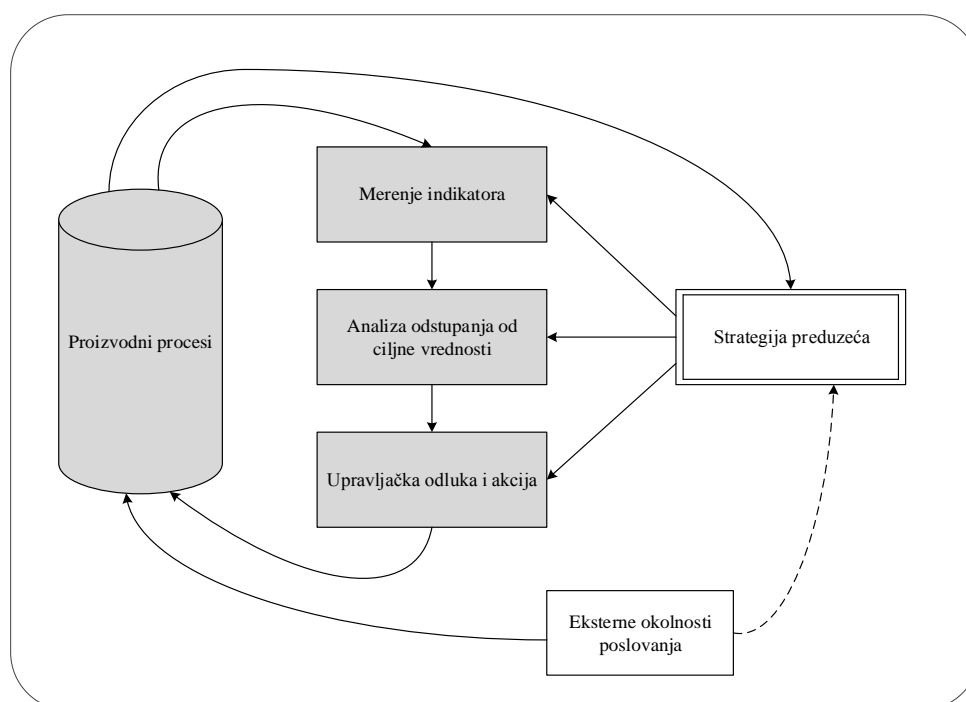 Merenje indikatora
Proizvodni procesi
Analiza odstupanja od
ciljne vrednosti
Strategija preduzeća
Upravljačka odluka i akcija
Eksterne okolnosti
poslovanja